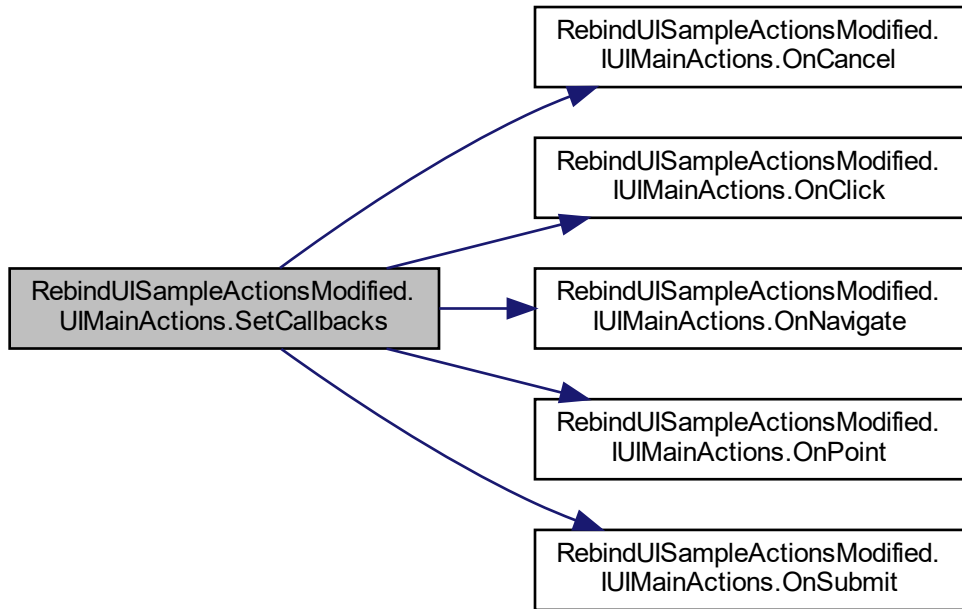 RebindUISampleActionsModified.
IUIMainActions.OnCancel
RebindUISampleActionsModified.
IUIMainActions.OnClick
RebindUISampleActionsModified.
UIMainActions.SetCallbacks
RebindUISampleActionsModified.
IUIMainActions.OnNavigate
RebindUISampleActionsModified.
IUIMainActions.OnPoint
RebindUISampleActionsModified.
IUIMainActions.OnSubmit